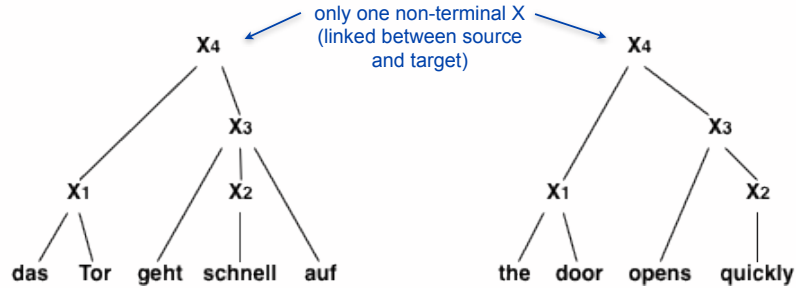 only one non-terminal X
(linked between source
and target)
X4 X4
X3 X3
X1 X2 X1 X2
das Tor geht schnell auf the door opens quickly